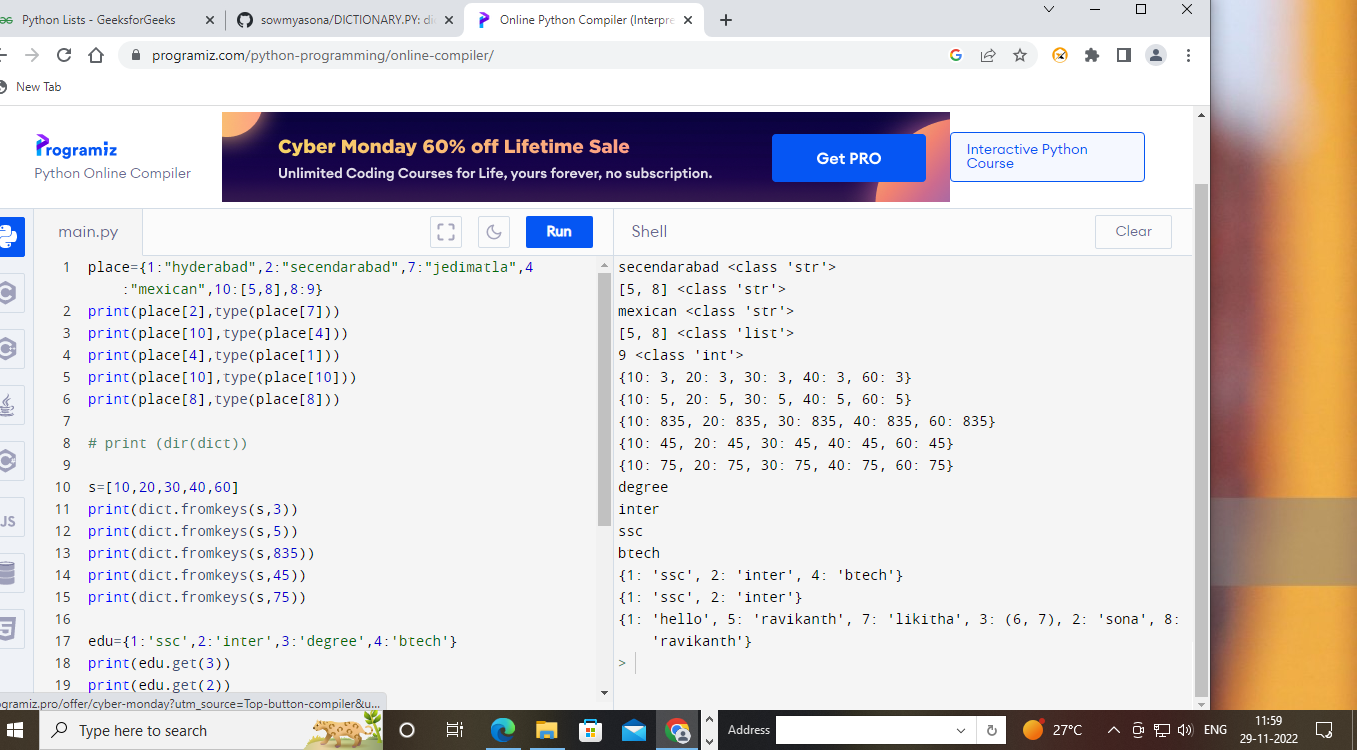 Python Lists - GeeksforGeeks
sowmyasona/DICTIONARY.PY: di
Online Python Compiler (Interpre
programiz.com/python-programming/online-compiler/
New Tab
Programiz
Python Online Compiler
Cyber Monday 60% off Lifetime Sale
Unlimited Coding Courses for Life, yours forever, no subscription.
Get PRO
Interactive Python
Course
main.py
Run
Shell
Clear
1 place={1:"hyderabad",2:"secendarabad",7:"jedimatla",4
:"mexican",10:[5,8],8:9}
2 print(place[2],type(place[7]))
3 print(place[10],type(place[4]))
4 print(place[4],type(place[1]))
5 print(place[10],type(place[10]))
6 print(place[8],type(place[8]))
7
8 # print (dir(dict))
9
10 s=[10,20,30,40,60]
11 print(dict.fromkeys(s,3))
12 print(dict.fromkeys(s,5))
13 print(dict.fromkeys(s,835))
14 print(dict.fromkeys(s,45))
15 print(dict.fromkeys(s,75))
16
17 edu={1:'ssc',2:'inter',3:'degree',4:'btech'}
18 print(edu.get(3))
19 print(edu.get(2))
JS
secendarabad <class 'str'>
[5, 8] <class 'str'>
mexican <class 'str'>
[5, 8] <class 'list'>
9 <class 'int'>
{10: 3, 20: 3, 30: 3, 40: 3, 60: 3}
{10: 5, 20: 5, 30: 5, 40: 5, 60: 5}
{10: 835, 20: 835, 30: 835, 40: 835, 60: 835}
{10: 45, 20: 45, 30: 45, 40: 45, 60: 45}
{10: 75, 20: 75, 30: 75, 40: 75, 60: 75}
degree
inter
ssc
btech
{1: 'ssc', 2: 'inter', 4: 'btech'}
{1: 'ssc', 2: 'inter'}
{1: 'hello', 5: 'ravikanth', 7: 'likitha', 3: (6, 7), 2: 'sona', 8:
'ravikanth'}
>
ogramiz.pro/offer/cyber-monday?utm_source=Top-button-compiler&u...
Type here to search
Address
27°C
ENG
11:59
29-11-2022